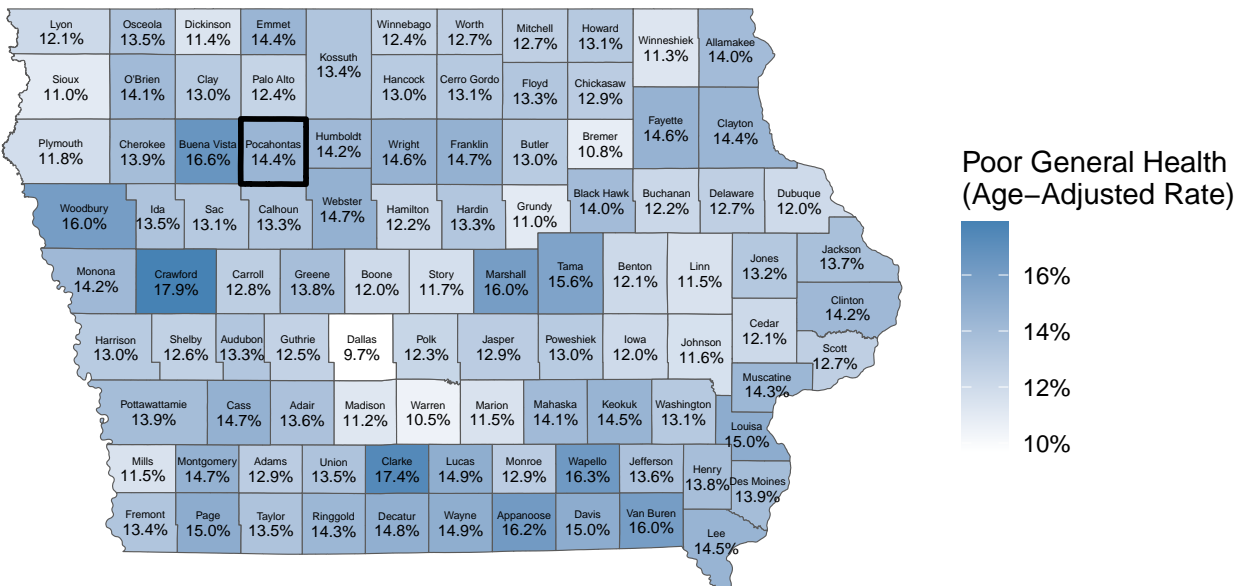 Lyon
12.1%
Osceola
13.5%
Dickinson
11.4%
Emmet
14.4%
Kossuth
13.4%
Winnebago
12.4%
Worth
12.7%
Mitchell
12.7%
Howard
13.1%
Winneshiek
11.3%
Allamakee
14.0%
Sioux
11.0%
O'Brien
14.1%
Clay
13.0%
Palo Alto
12.4%
Hancock
13.0%
Cerro Gordo
13.1%
Floyd
13.3%
Chickasaw
12.9%
Plymouth
11.8%
Cherokee
13.9%
Buena Vista
16.6%
Pocahontas
14.4%
Humboldt
14.2%
Wright
14.6%
Franklin
14.7%
Butler
13.0%
Bremer
10.8%
Fayette
14.6%
Clayton
14.4%
Woodbury
16.0%
Ida
13.5%
Sac
13.1%
Calhoun
13.3%
Webster
14.7%
Hamilton
12.2%
Hardin
13.3%
Grundy
11.0%
Black Hawk
14.0%
Buchanan
12.2%
Delaware
12.7%
Dubuque
12.0%
Monona
14.2%
Crawford
17.9%
Carroll
12.8%
Greene
13.8%
Boone
12.0%
Story
11.7%
Marshall
16.0%
Tama
15.6%
Benton
12.1%
Linn
11.5%
Jones
13.2%
Jackson
13.7%
Clinton
14.2%
Harrison
13.0%
Shelby
12.6%
Audubon
13.3%
Guthrie
12.5%
Dallas
9.7%
Polk
12.3%
Jasper
12.9%
Poweshiek
13.0%
Iowa
12.0%
Johnson
11.6%
Cedar
12.1%
Scott
12.7%
Muscatine
14.3%
Pottawattamie
13.9%
Cass
14.7%
Adair
13.6%
Madison
11.2%
Warren
10.5%
Marion
11.5%
Mahaska
14.1%
Keokuk
14.5%
Washington
13.1%
Louisa
15.0%
Mills
11.5%
Montgomery
14.7%
Adams
12.9%
Union
13.5%
Clarke
17.4%
Lucas
14.9%
Monroe
12.9%
Wapello
16.3%
Jefferson
13.6%
Henry
13.8%
Des Moines
13.9%
Fremont
13.4%
Page
15.0%
Taylor
13.5%
Ringgold
14.3%
Decatur
14.8%
Wayne
14.9%
Appanoose
16.2%
Davis
15.0%
Van Buren
16.0%
Lee
14.5%
Poor General Health
(Age−Adjusted Rate)
16%
14%
12%
10%